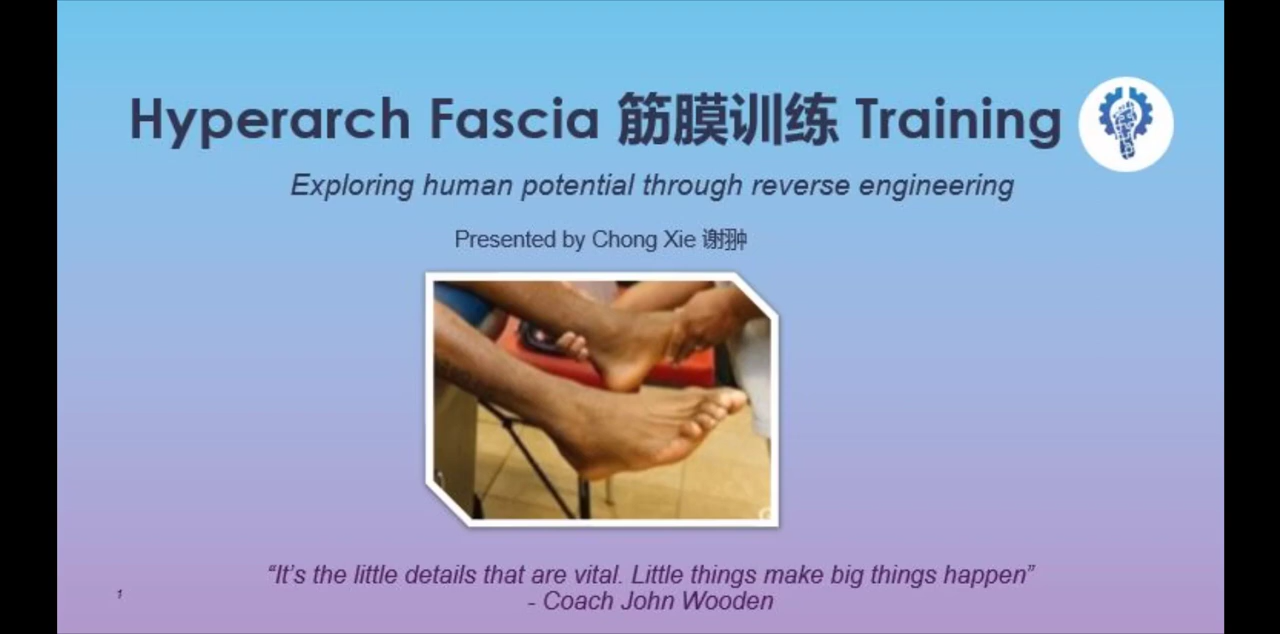 Hyperarch Fascia 筋膜训练 Training
Exploring human potential through reverse engineering
Presented by Chong Xie 谢翀
“It’s the little details that are vital. Little things make big things happen”
- Coach John Wooden
1